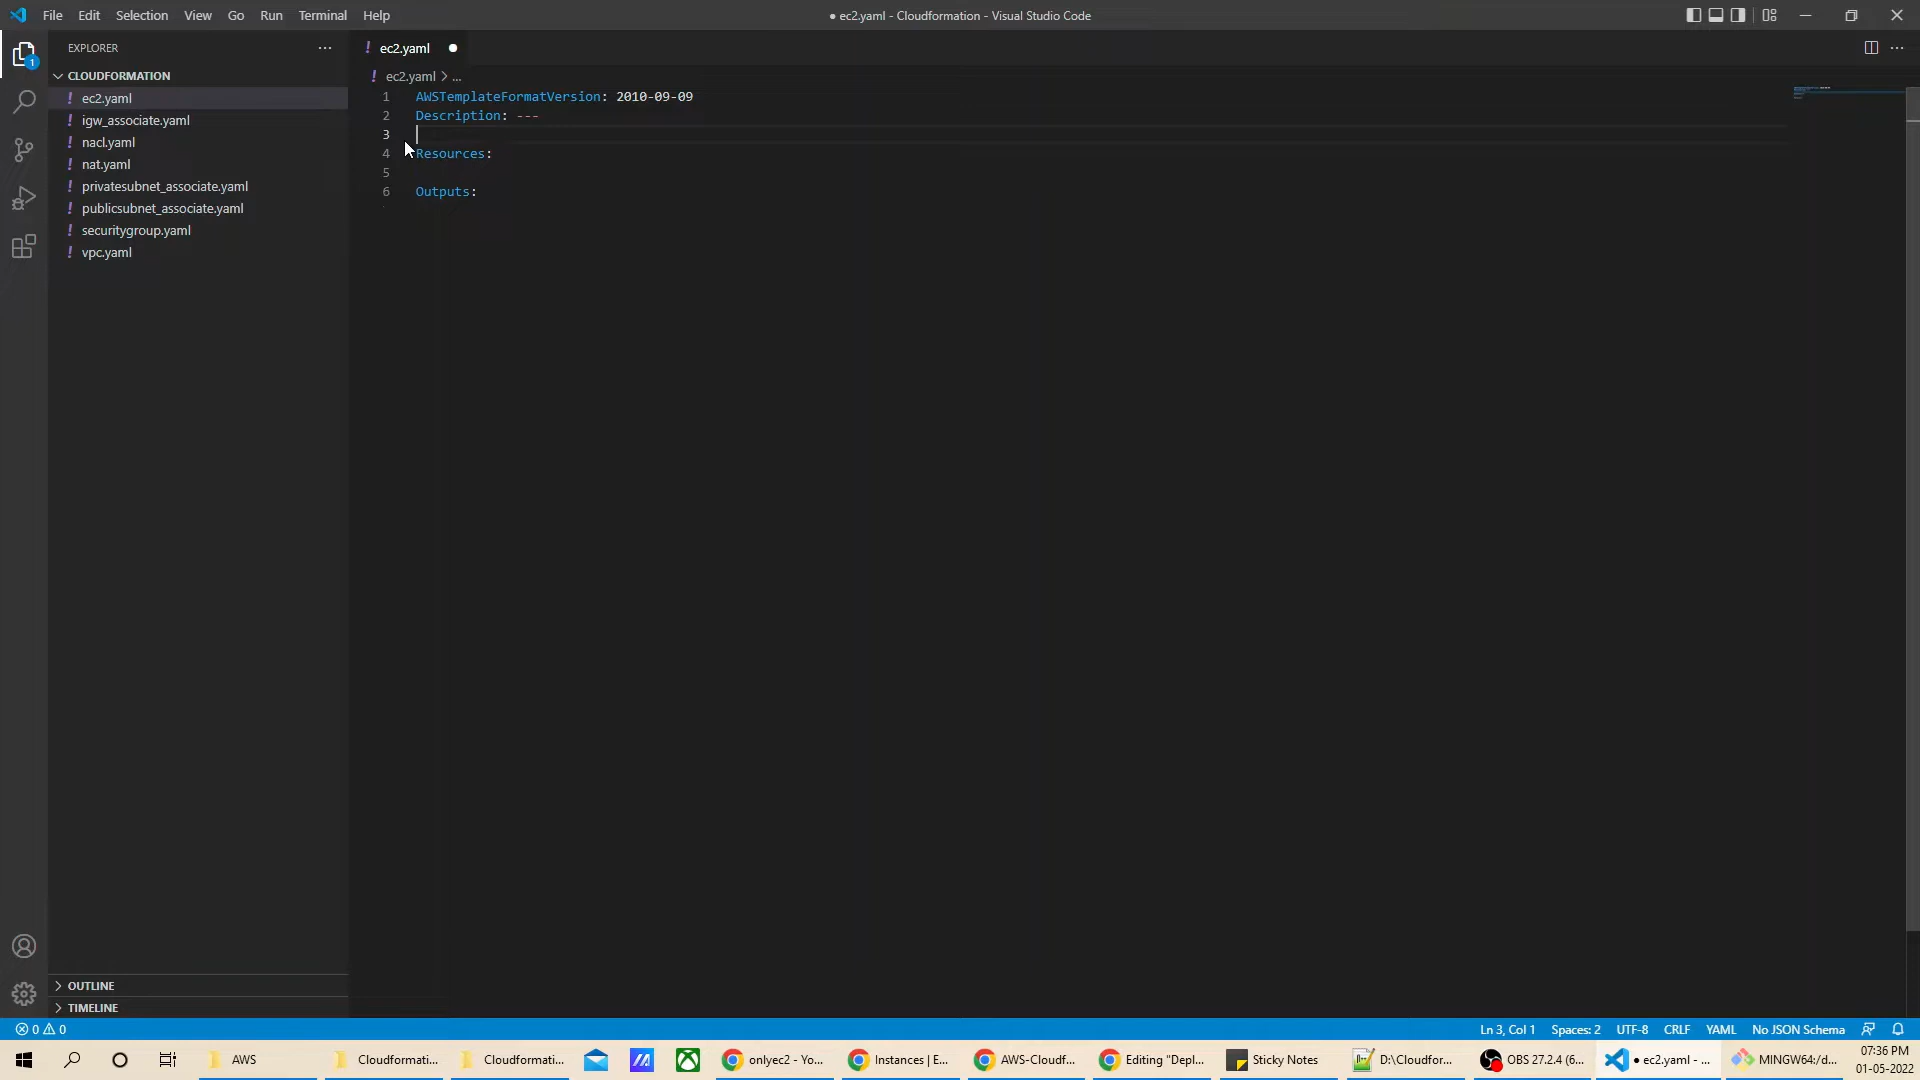 File Edit Selection View Go Run Terminal Help
● ec2.yaml - Cloudformation - Visual Studio Code
EXPLORER
CLOUDFORMATION
! ec2.yaml
! igw_associate.yaml
! nacl.yaml
! nat.yaml
! privatesubnet_associate.yaml
! publicsubnet_associate.yaml
! securitygroup.yaml
! vpc.yaml
OUTLINE
TIMELINE
1
! ec2.yaml ●
! ec2.yaml > ...
1 AWSTemplateFormatVersion: 2010-09-09
2 Description: ---
3
4 Resources:
5
6 Outputs:
0 0
Ln 3, Col 1 Spaces: 2 UTF-8 CRLF YAML No JSON Schema
AWS Cloudformati... Cloudformati... onlyec2 - Yo... Instances | E... AWS-Cloudf... Editing "Depl... Sticky Notes D:\Cloudfor... OBS 27.2.4 (6... ● ec2.yaml - ... MINGW64:/d...
07:36 PM
01-05-2022